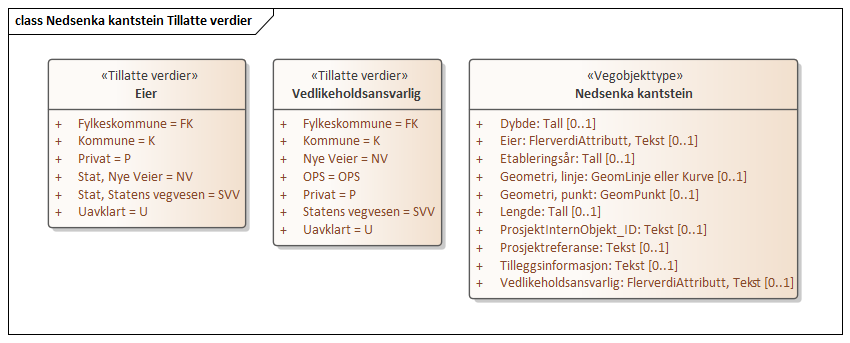 class Nedsenka kantstein Tillatte verdier
«Tillatte verdier»
Eier
+ Fylkeskommune = FK
+ Kommune = K
+ Privat = P
+ Stat, Nye Veier = NV
+ Stat, Statens vegvesen = SVV
+ Uavklart = U
«Tillatte verdier»
Vedlikeholdsansvarlig
+ Fylkeskommune = FK
+ Kommune = K
+ Nye Veier = NV
+ OPS = OPS
+ Privat = P
+ Statens vegvesen = SVV
+ Uavklart = U
«Vegobjekttype»
Nedsenka kantstein
+ Dybde: Tall [0..1]
+ Eier: FlerverdiAttributt, Tekst [0..1]
+ Etableringsår: Tall [0..1]
+ Geometri, linje: GeomLinje eller Kurve [0..1]
+ Geometri, punkt: GeomPunkt [0..1]
+ Lengde: Tall [0..1]
+ ProsjektInternObjekt_ID: Tekst [0..1]
+ Prosjektreferanse: Tekst [0..1]
+ Tilleggsinformasjon: Tekst [0..1]
+ Vedlikeholdsansvarlig: FlerverdiAttributt, Tekst [0..1]